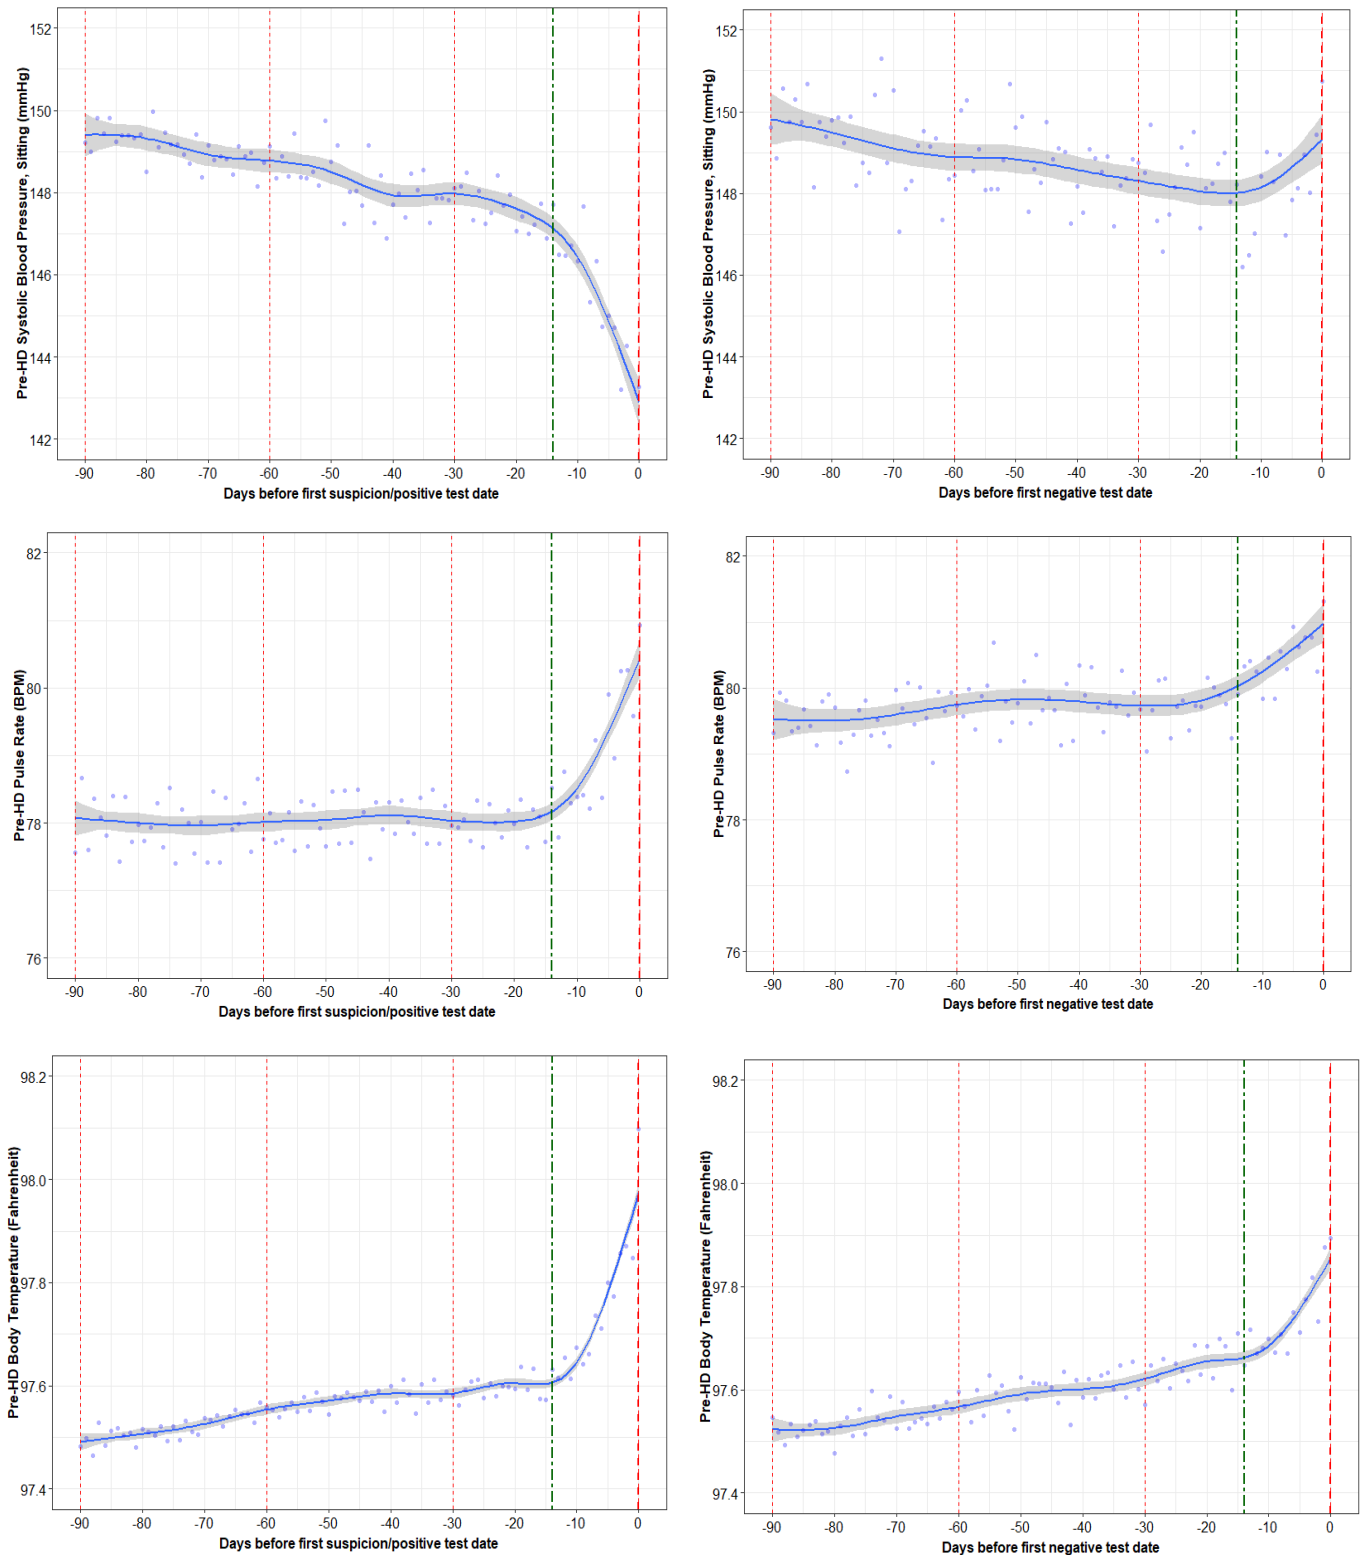 Pre-HD Systolic Blood Pressure, Sitting (mmHg)
152
150
148
146
144
142
-90 -80 -70 -60 -50 -40 -30 -20 -10 0
Days before first suspicion/positive test date
Pre-HD Systolic Blood Pressure, Sitting (mmHg)
152
150
148
146
144
142
-90 -80 -70 -60 -50 -40 -30 -20 -10 0
Days before first negative test date
Pre-HD Pulse Rate (BPM)
82
80
78
76
-90 -80 -70 -60 -50 -40 -30 -20 -10 0
Days before first suspicion/positive test date
Pre-HD Pulse Rate (BPM)
82
80
78
76
-90 -80 -70 -60 -50 -40 -30 -20 -10 0
Days before first negative test date
Pre-HD Body Temperature (Fahrenheit)
98.2
98.0
97.8
97.6
97.4
-90 -80 -70 -60 -50 -40 -30 -20 -10 0
Days before first suspicion/positive test date
Pre-HD Body Temperature (Fahrenheit)
98.2
98.0
97.8
97.6
97.4
-90 -80 -70 -60 -50 -40 -30 -20 -10 0
Days before first negative test date